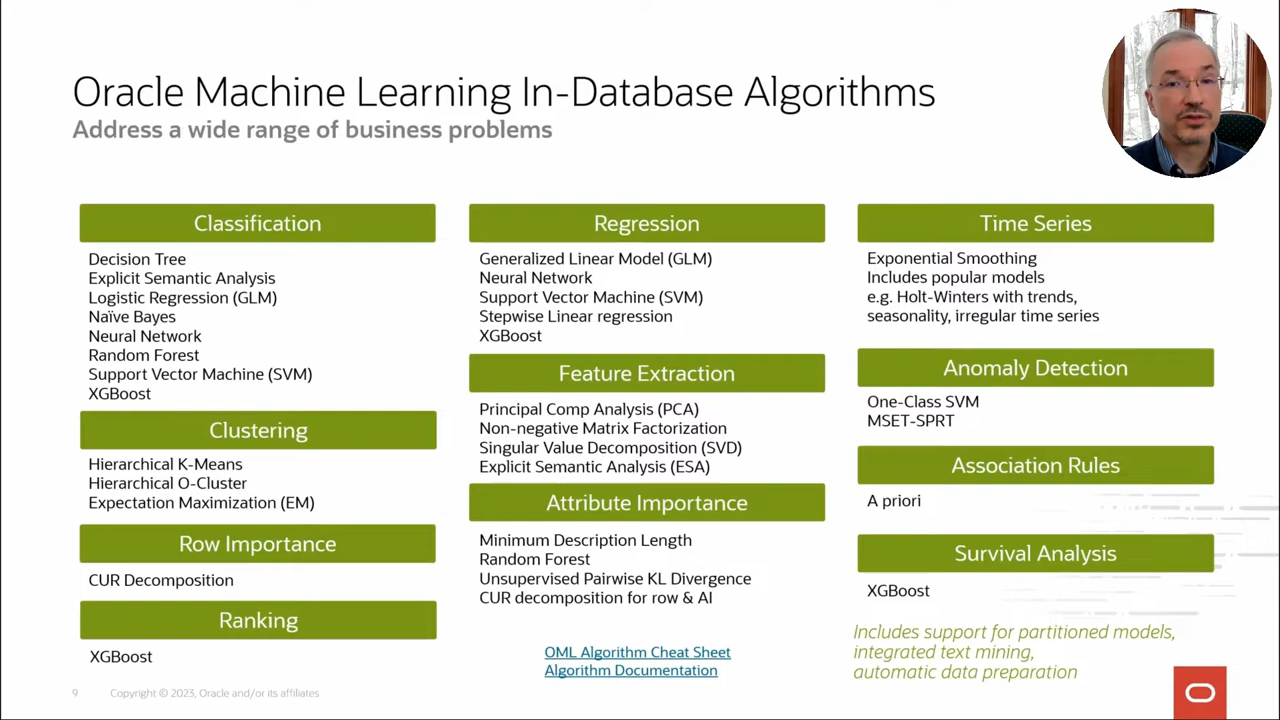 Oracle Machine Learning In-Database Algorithms
Address a wide range of business problems
Classification
Decision Tree
Explicit Semantic Analysis
Logistic Regression (GLM)
Naïve Bayes
Neural Network
Random Forest
Support Vector Machine (SVM)
XGBoost
Clustering
Hierarchical K-Means
Hierarchical O-Cluster
Expectation Maximization (EM)
Row Importance
CUR Decomposition
Ranking
XGBoost
Regression
Generalized Linear Model (GLM)
Neural Network
Support Vector Machine (SVM)
Stepwise Linear regression
XGBoost
Feature Extraction
Principal Comp Analysis (PCA)
Non-negative Matrix Factorization
Singular Value Decomposition (SVD)
Explicit Semantic Analysis (ESA)
Attribute Importance
Minimum Description Length
Random Forest
Unsupervised Pairwise KL Divergence
CUR decomposition for row & AI
OML Algorithm Cheat Sheet
Algorithm Documentation
Time Series
Exponential Smoothing
Includes popular models
e.g. Holt-Winters with trends,
seasonality, irregular time series
Anomaly Detection
One-Class SVM
MSET-SPRT
Association Rules
A priori
Survival Analysis
XGBoost
Includes support for partitioned models,
integrated text mining,
automatic data preparation
9 Copyright © 2023, Oracle and/or its affiliates